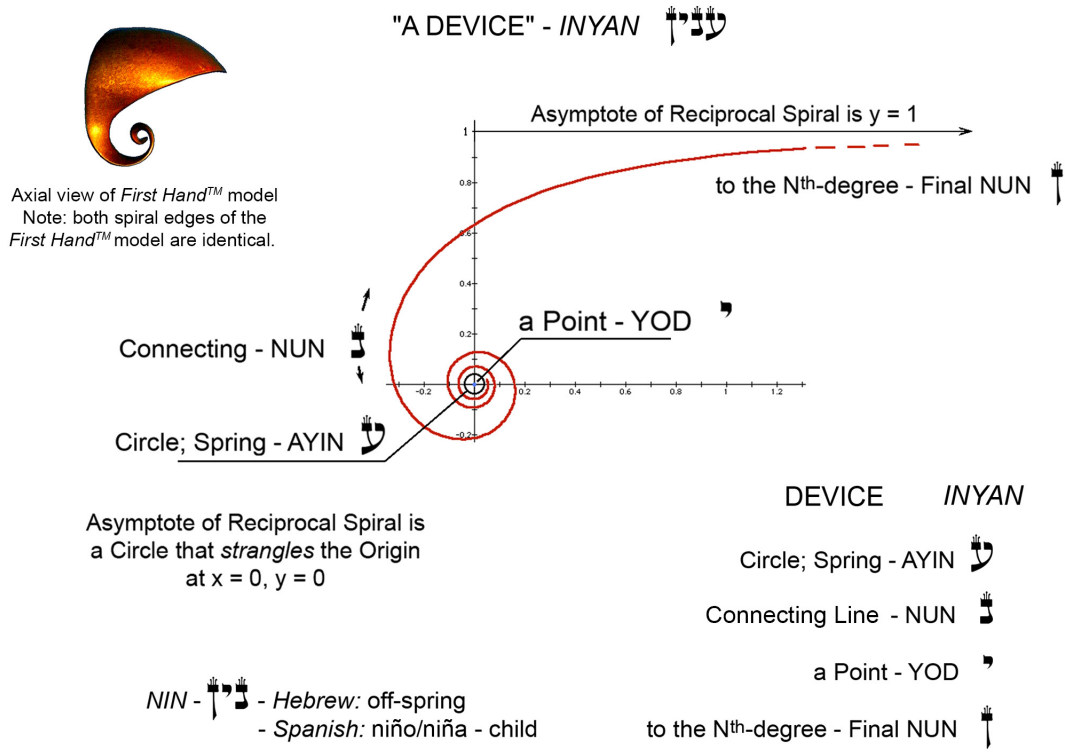 "A DEVICE" - INYAN ענין
Asymptote of Reciprocal Spiral is y = 1
Axial view of First Hand™ model
Note: both spiral edges of the
First Hand™ model are identical.
to the Nth-degree - Final NUN ן
1
0.8
0.6
0.4
0.2
-0.2
-0.2
0.2
0.4
0.6
0.8
1
1.2
a Point - YOD י
Connecting - NUN נ
Circle; Spring - AYIN ע
Asymptote of Reciprocal Spiral is
a Circle that strangles the Origin
at x = 0, y = 0
DEVICE INYAN
Circle; Spring - AYIN ע
Connecting Line - NUN נ
a Point - YOD י
to the Nth-degree - Final NUN ן
NIN - נין - Hebrew: off-spring
- Spanish: niño/niña - child